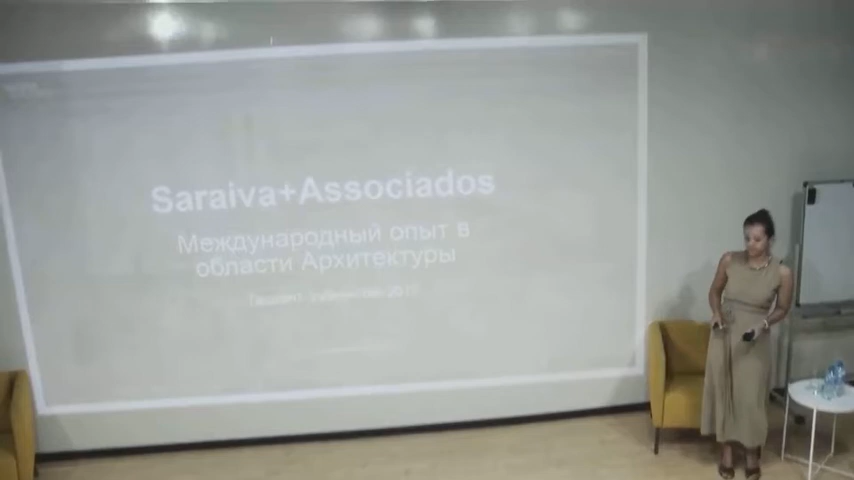 Saraiva+Associados
Международный опыт в
области Архитектуры